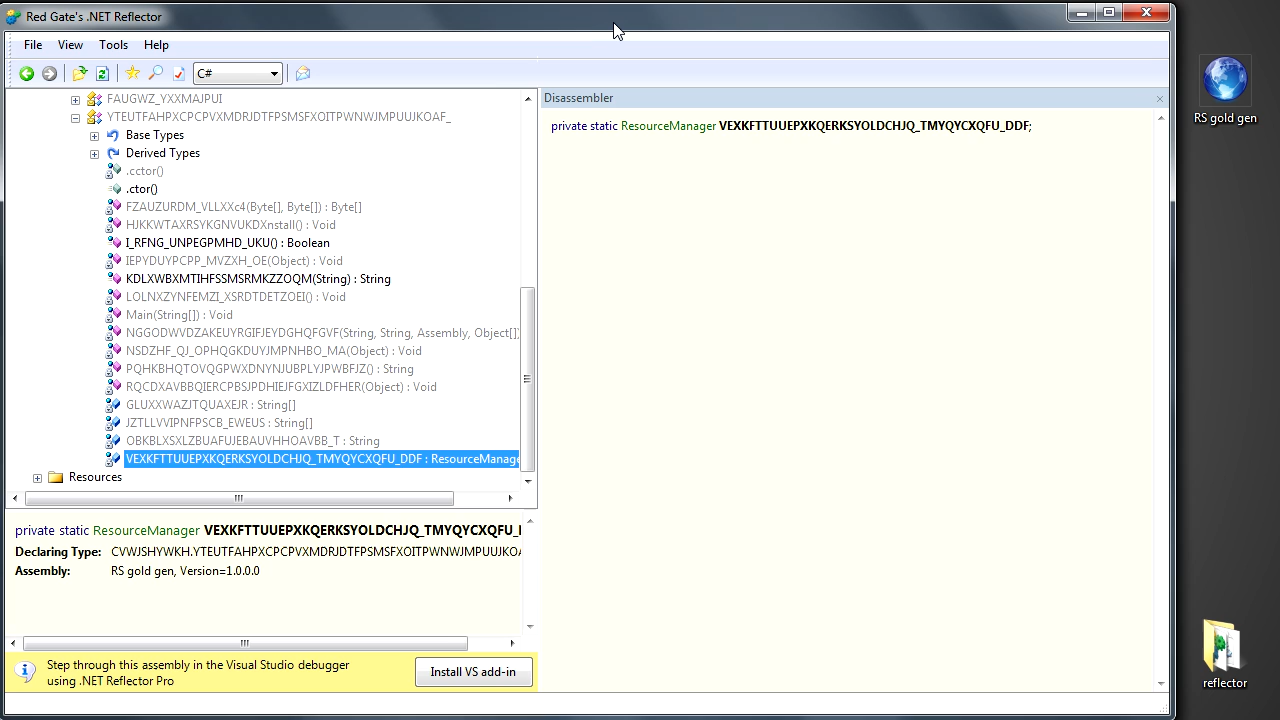 Red Gate's .NET Reflector
File View Tools Help
C#
FAUGWZ_YXXMAJPUI
YTEUTFAHPXCPCPVXMDRJDTFPSMSFXOITPWNWJMPUUJKOAF_
Base Types
Derived Types
.cctor()
.ctor()
FZAUZURDM_VLLXXc4(Byte[], Byte[]) : Byte[]
HJKKWTAXRSYKGNVUKDXnstall() : Void
I_RFNG_UNPEGPMHD_UKU() : Boolean
IEPYDUYPCPP_MVZXH_OE(Object) : Void
KDLXWBXMTIHFSSMSRMKZZOQM(String) : String
LOLNXZYNFEMZI_XSRDTDETZOEI() : Void
Main(String[]) : Void
NGGODWVDZAKEUYRGIFJEYDGHQFGVF(String, String, Assembly, Object[])
NSDZHF_QJ_OPHQGKDUYJMPNHBO_MA(Object) : Void
PQHKBHQTOVQGPWXDNYNJUBPLYJPWBFJZ() : String
RQCDXAVBBQIERCPBSJPDHIEJFGXIZLDFHER(Object) : Void
GLUXXWAZJTQUAXEJR : String[]
JZTLLVVIPNFPSCB_EWEUS : String[]
OBKBLXSXLZBUAFUJEBAUVHHOAVBB_T : String
VEXKFTTUUEPXKQERKSYOLDCHJQ_TMYQYCXQFU_DDF : ResourceManage
Resources
private static ResourceManager VEXKFTTUUEPXKQERKSYOLDCHJQ_TMYQYCXQFU_
Declaring Type: CVWJSHYWKH.YTEUTFAHPXCPCPVXMDRJDTFPSMSFXOITPWNWJMPUUJKOA
Assembly: RS gold gen, Version=1.0.0.0
Step through this assembly in the Visual Studio debugger
using .NET Reflector Pro
Install VS add-in
Disassembler
private static ResourceManager VEXKFTTUUEPXKQERKSYOLDCHJQ_TMYQYCXQFU_DDF;
RS gold gen
reflector